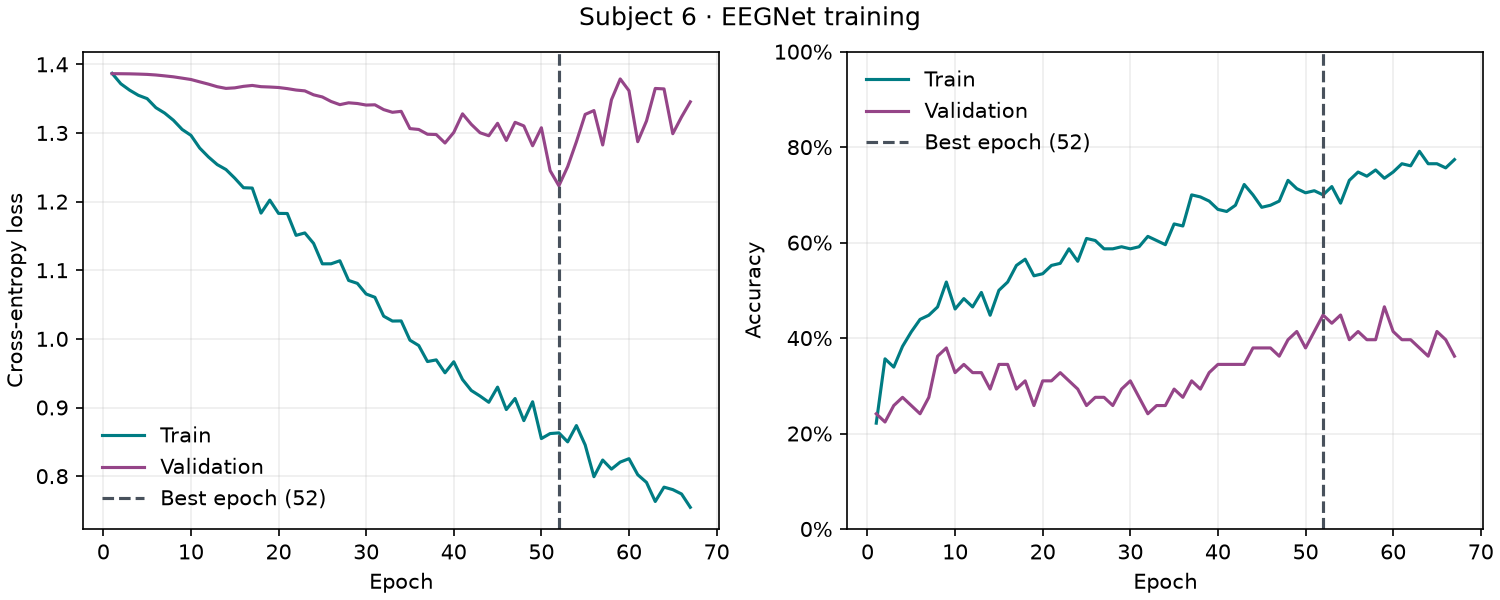 Subject 6 · EEGNet training
Cross-entropy loss
1.4
1.3
1.2
1.1
1.0
0.9
0.8
Train
Validation
Best epoch (52)
0 10 20 30 40 50 60 70
Epoch
Accuracy
100%
80%
60%
40%
20%
0%
Train
Validation
Best epoch (52)
0 10 20 30 40 50 60 70
Epoch